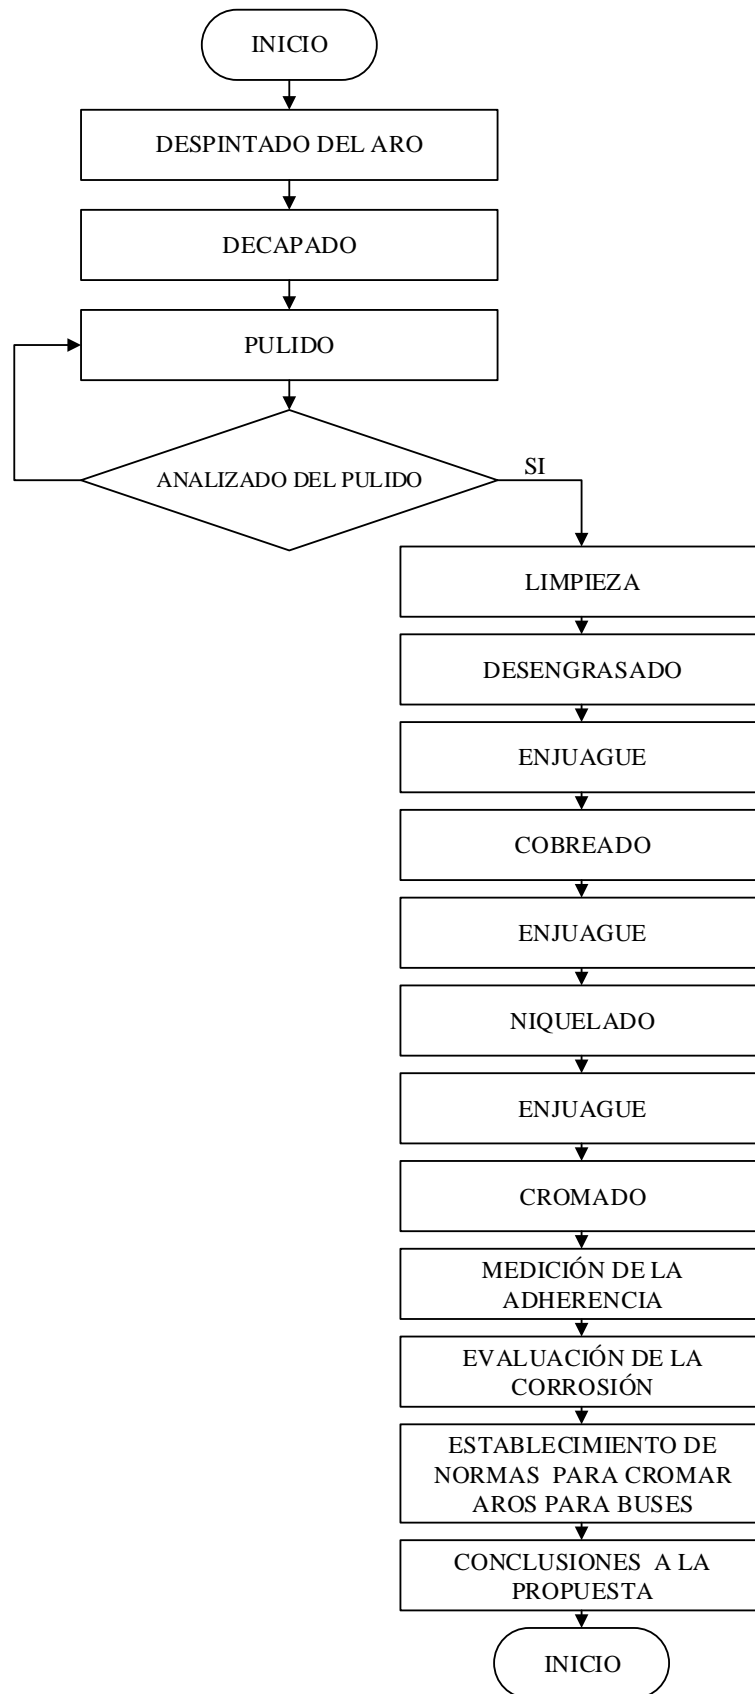 INICIO
DESPINTADO DEL ARO
DECAPADO
PULIDO
ANALIZADO DEL PULIDO
SI
LIMPIEZA
DESENGRASADO
ENJUAGUE
COBREADO
ENJUAGUE
NIQUELADO
ENJUAGUE
CROMADO
MEDICIÓN DE LA
ADHERENCIA
EVALUACIÓN DE LA
CORROSIÓN
ESTABLECIMIENTO DE
NORMAS PARA CROMAR
AROS PARA BUSES
CONCLUSIONES A LA
PROPUESTA
INICIO